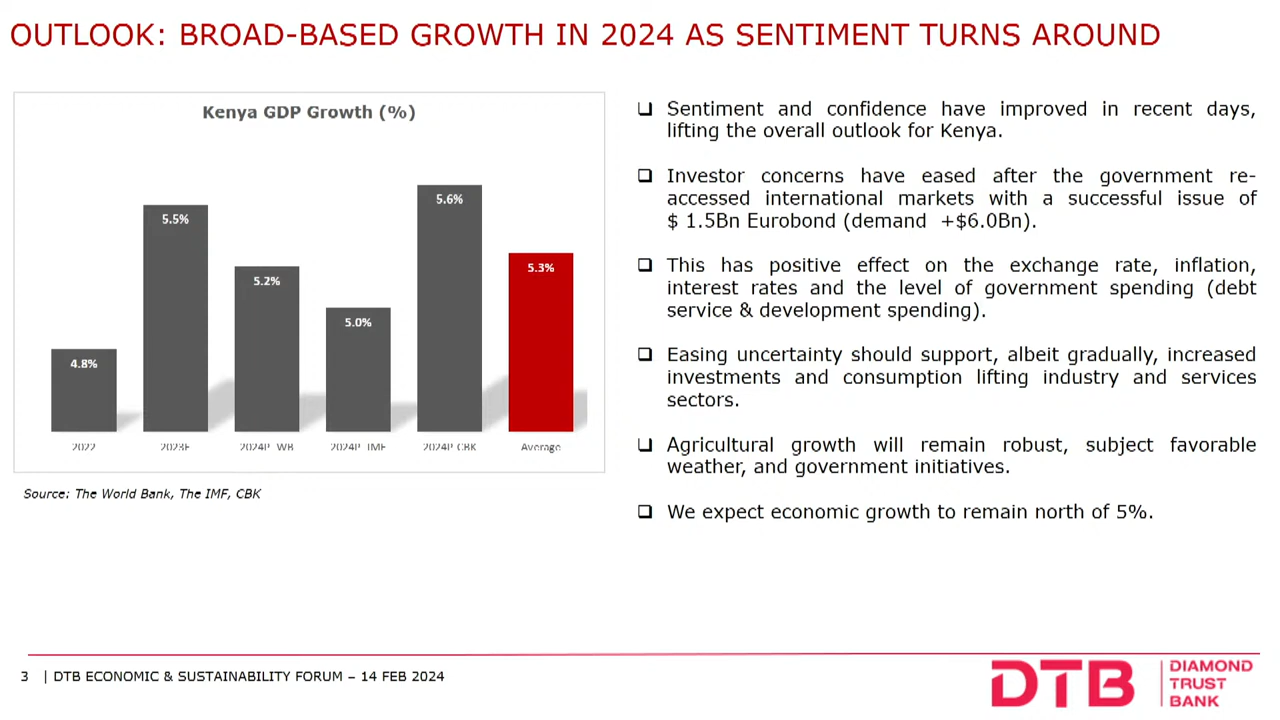 OUTLOOK: BROAD-BASED GROWTH IN 2024 AS SENTIMENT TURNS AROUND
Kenya GDP Growth (%)
4.8%
5.5%
5.2%
5.0%
5.6%
5.3%
2022
2023E
2024P_WB
2024P_IMF
2024P_CBK
Average
Source: The World Bank, The IMF, CBK
Sentiment and confidence have improved in recent days,
lifting the overall outlook for Kenya.
Investor concerns have eased after the government re-
accessed international markets with a successful issue of
$ 1.5Bn Eurobond (demand +$6.0Bn).
This has positive effect on the exchange rate, inflation,
interest rates and the level of government spending (debt
service & development spending).
Easing uncertainty should support, albeit gradually, increased
investments and consumption lifting industry and services
sectors.
Agricultural growth will remain robust, subject favorable
weather, and government initiatives.
We expect economic growth to remain north of 5%.
3 | DTB ECONOMIC & SUSTAINABILITY FORUM – 14 FEB 2024
DTB
DIAMOND
TRUST
BANK